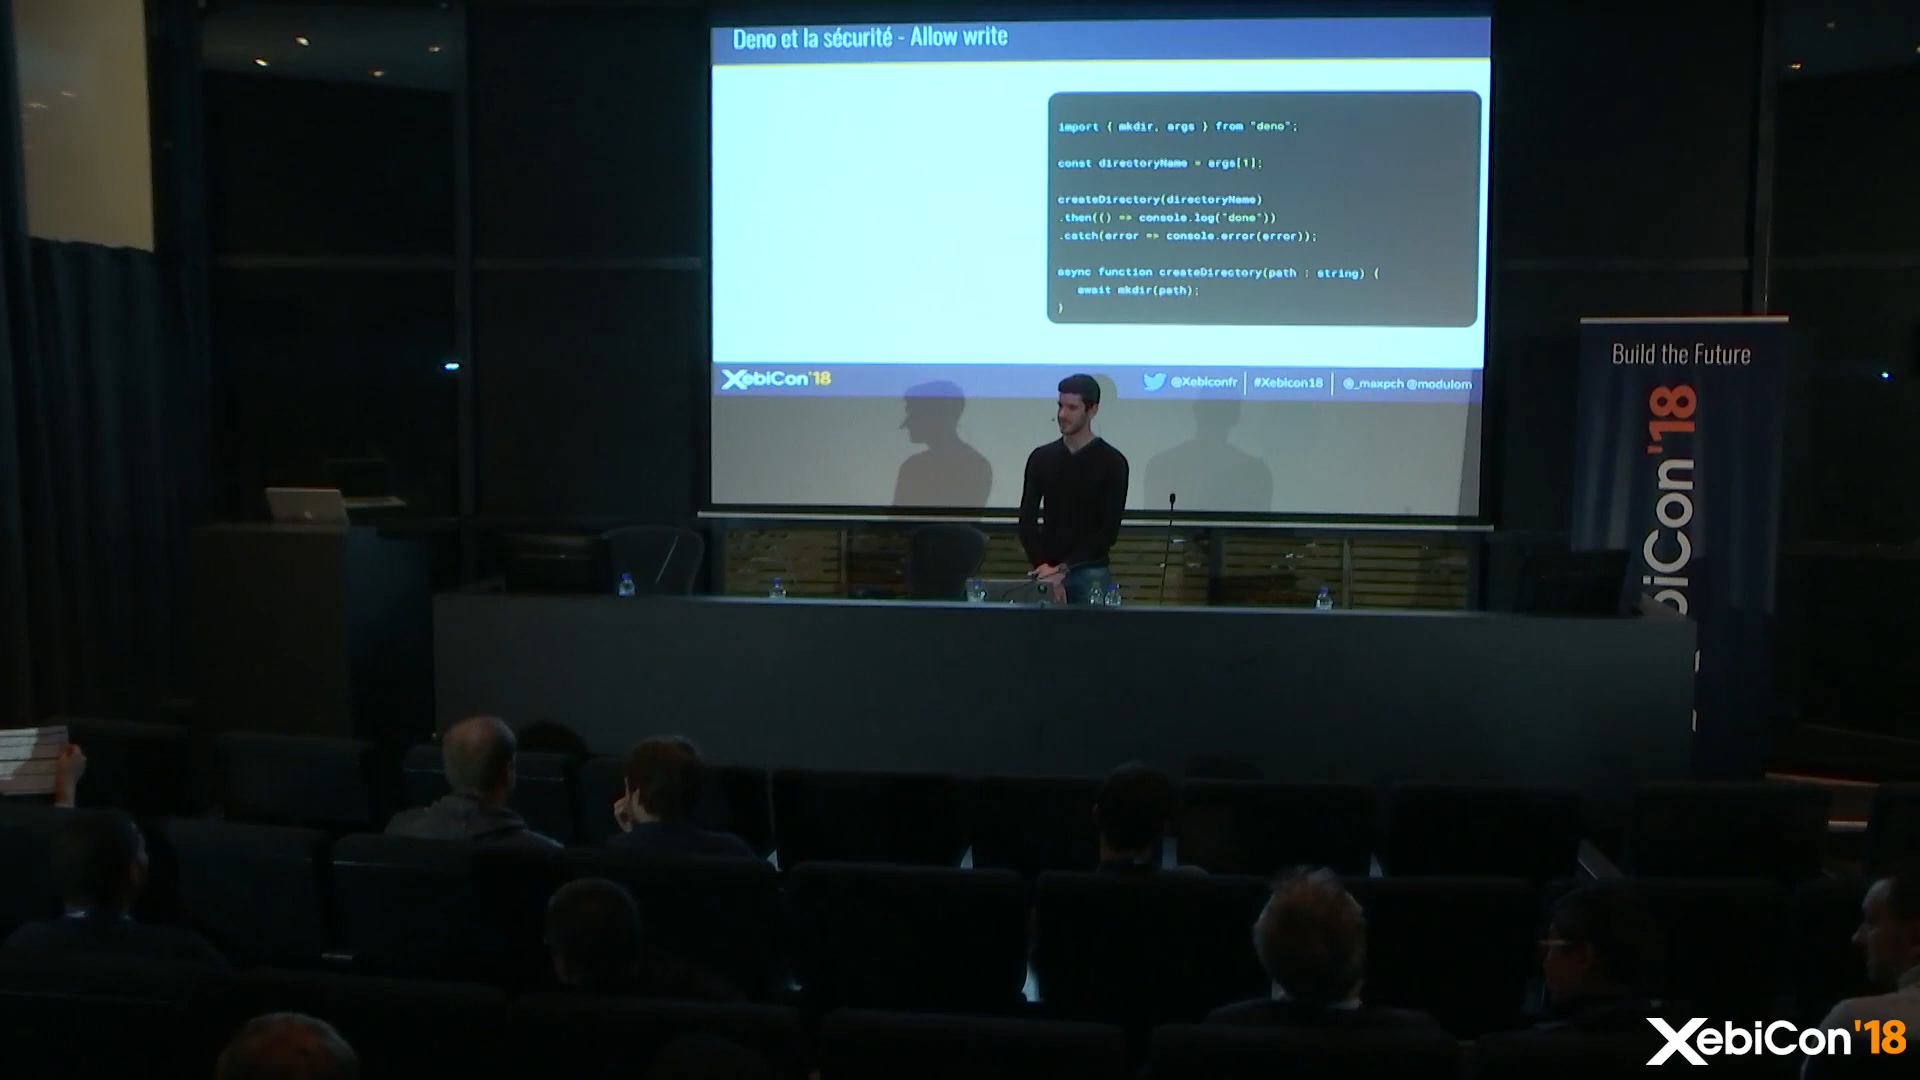 Deno et la sécurité - Allow write
import { mkdir, args } from "deno";
const directoryName = args[1];
createDirectory(directoryName)
.then(() => console.log("done"))
.catch(error => console.error(error));
async function createDirectory(path : string) {
await mkdir(path);
}
XebiCon'18
@Xebiconfr
#Xebicon18
@_maxpch @modulom
Build the Future
biCon'18
XebiCon'18